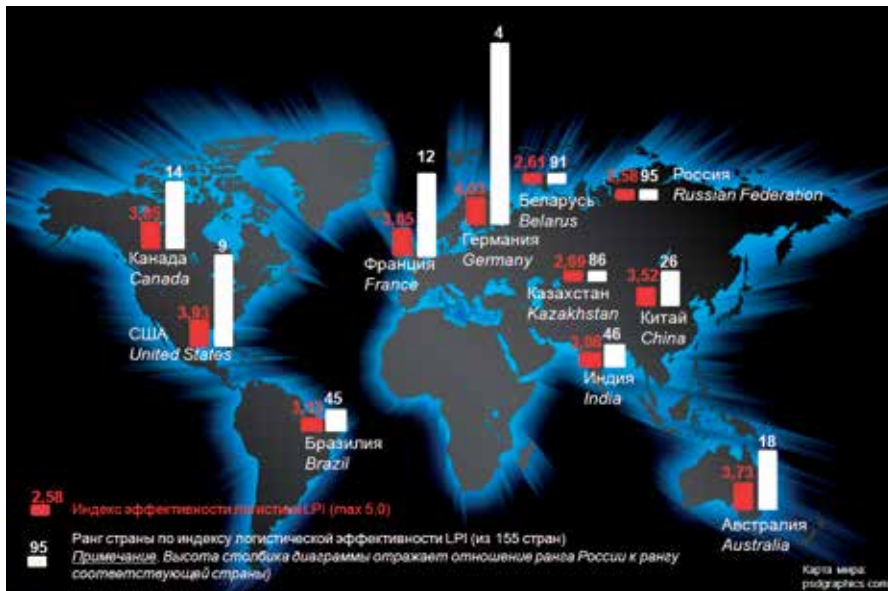 4
14
12
2,61 91
2,58 95 Россия
Russian Federation
3,85
3,85
4,03
Беларусь
Belarus
9
Канада
Canada
Франция
France
Германия
Germany
2,69 86
26
3,52
Казахстан
Kazakhstan
Китай
China
3,93
США
United States
3,08 46
Индия
India
45
Бразилия
Brazil
18
3,73
Австралия
Australia
2,58
Индекс эффективности логистики LPI (max 5,0)
95
Ранг страны по индексу логистической эффективности LPI (из 155 стран)
Примечание. Высота столбика диаграммы отражает отношение ранга России к рангу
соответствующей страны)
Карта мира:
psdgraphics.com